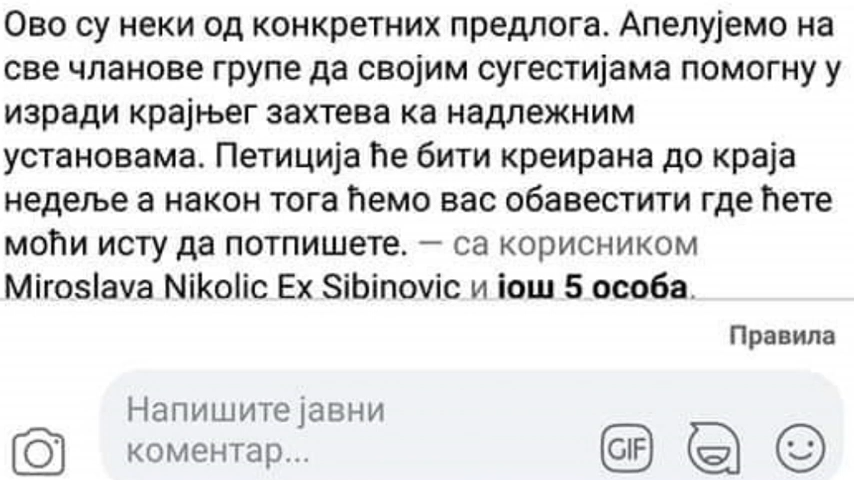 Ово су неки од конкретних предлога. Апелујемо на
све чланове групе да својим сугестијама помогну у
изради крајњег захтева ка надлежним
установама. Петиција ће бити креирана до краја
недеље а након тога ћемо вас обавестити где ћете
моћи исту да потпишете. — са корисником
Miroslava Nikolic Ex Sibinovic и још 5 особа.
Правила
Напишите јавни
коментар...
GIF